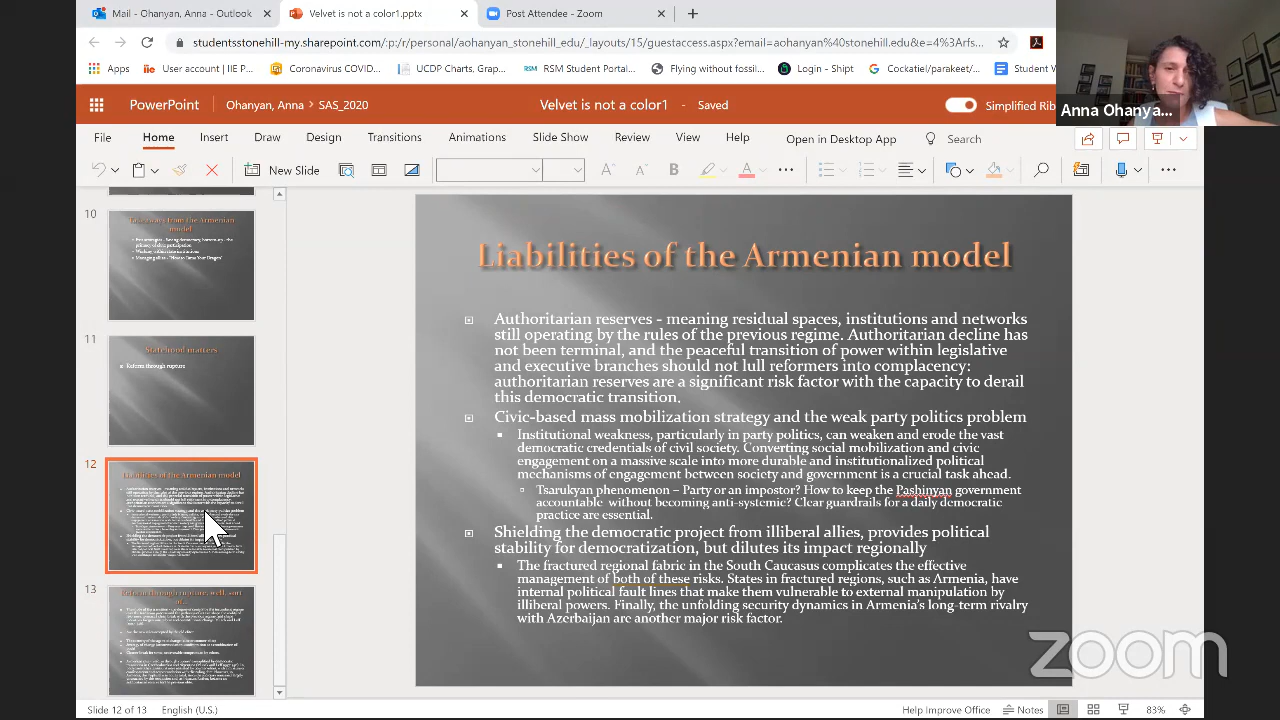 Mail - Ohanyan, Anna - Outlook
Velvet is not a color1.pptx
Post Attendee - Zoom
studentsstonehill-my.sharepoint.com/:p:/r/personal/aohanyan_stonehill_edu/_layouts/15/guestaccess.aspx?email=aohanyan%40stonehill.edu&e=4%3Arfs...
Apps
User account | IIE P...
Coronavirus COVID...
UCDP Charts, Grap...
RSM Student Portal...
Flying without fossil...
Login - Shipt
Cockatiel/parakeet/...
Student V
Anna Ohanya...
PowerPoint
Ohanyan, Anna > SAS_2020
Velvet is not a color1 - Saved
Simplified Rib
File
Home
Insert
Draw
Design
Transitions
Animations
Slide Show
Review
View
Help
Open in Desktop App
Search
New Slide
10
Takeaways from the Armenian
model
11
Statehood matters
Reform through rupture
12
Liabilities of the Armenian model
13
Reform through rupture, well, sort
of...
Liabilities of the Armenian model
Authoritarian reserves - meaning residual spaces, institutions and networks
still operating by the rules of the previous regime. Authoritarian decline has
not been terminal, and the peaceful transition of power within legislative
and executive branches should not lull reformers into complacency:
authoritarian reserves are a significant risk factor with the capacity to derail
this democratic transition.
Civic-based mass mobilization strategy and the weak party politics problem
Institutional weakness, particularly in party politics, can weaken and erode the vast
democratic credentials of civil society. Converting social mobilization and civic
engagement on a massive scale into more durable and institutionalized political
mechanisms of engagement between society and government is a crucial task ahead.
Tsarukyan phenomenon – Party or an impostor? How to keep the Pashinyan government
accountable without becoming anti-systemic? Clear guardrails for a daily democratic
practice are essential.
Shielding the democratic project from illiberal allies, provides political
stability for democratization, but dilutes its impact regionally
The fractured regional fabric in the South Caucasus complicates the effective
management of both of these risks. States in fractured regions, such as Armenia, have
internal political fault lines that make them vulnerable to external manipulation by
illiberal powers. Finally, the unfolding security dynamics in Armenia's long-term rivalry
with Azerbaijan are another major risk factor.
zoom
Slide 12 of 13
English (U.S.)
Help Improve Office
Notes
83%